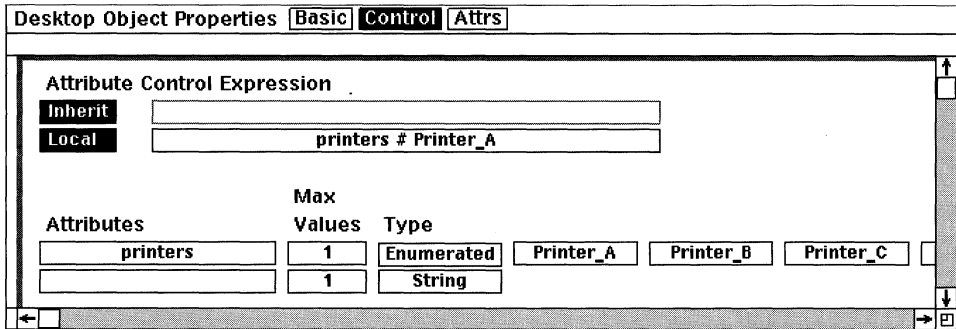 Desktop Object Properties Basic Control Attrs
Attribute Control Expression
Inherit
Local printers # Printer_A
Max
Attributes Values Type
printers 1 Enumerated Printer_A Printer_B Printer_C
1 String